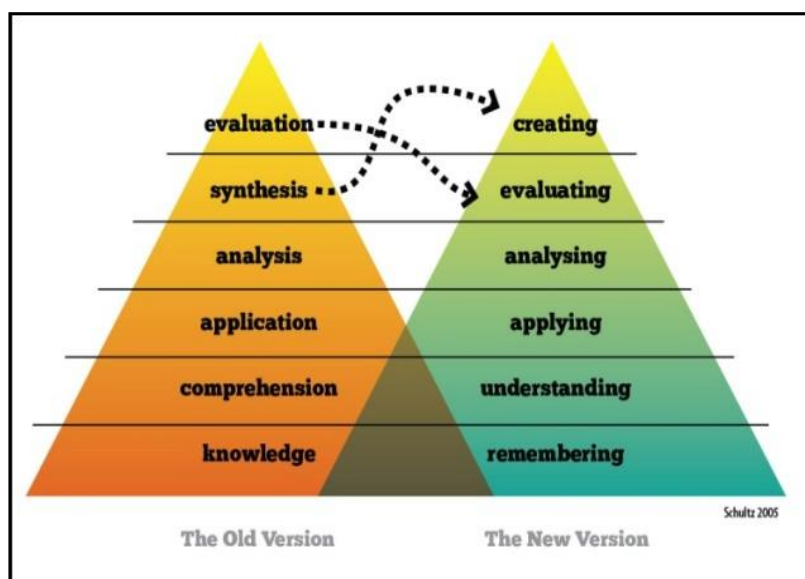 evaluation
creating
synthesis
evaluating
analysis
analysing
application
applying
comprehension
understanding
knowledge
remembering
Schultz 2005
The Old Version
The New Version